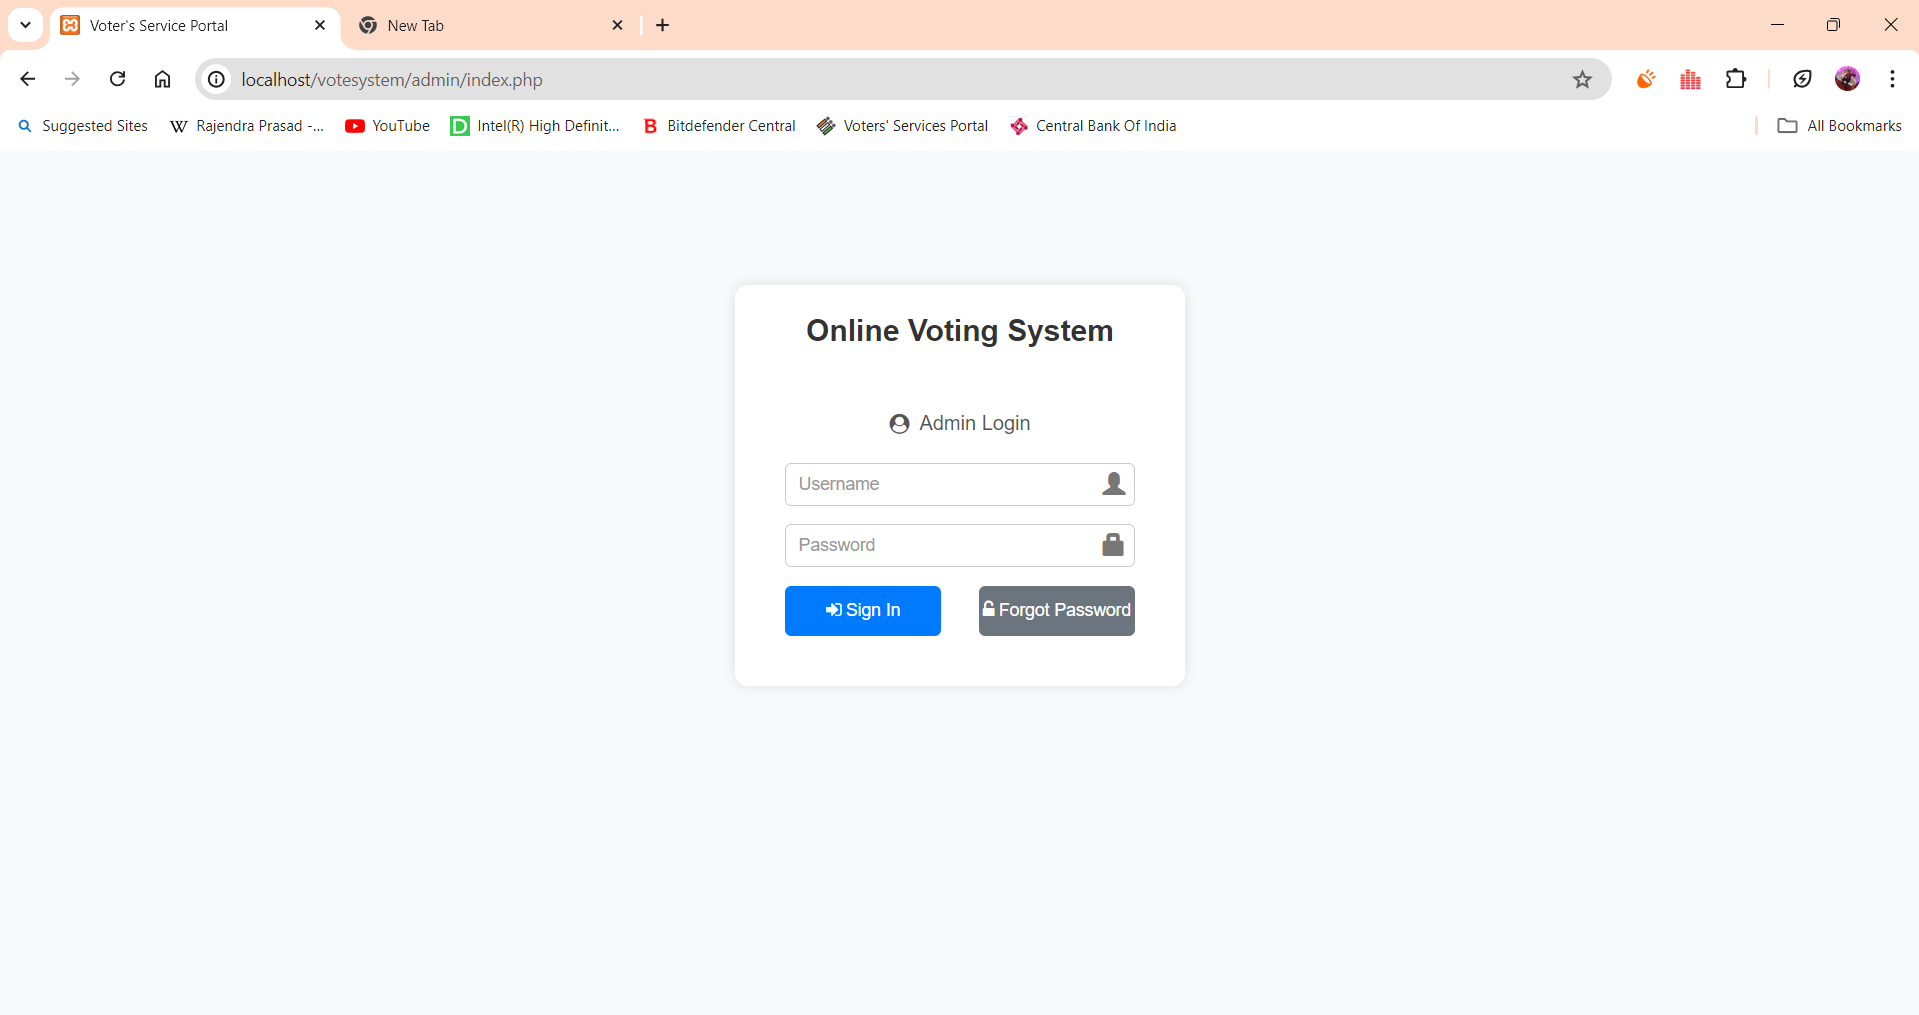 Voter's Service Portal
New Tab
localhost/votesystem/admin/index.php
Suggested Sites
W Rajendra Prasad -...
YouTube
D Intel(R) High Definit...
B Bitdefender Central
Voters' Services Portal
Central Bank Of India
All Bookmarks
Online Voting System
Admin Login
Username
Password
Sign In
Forgot Password